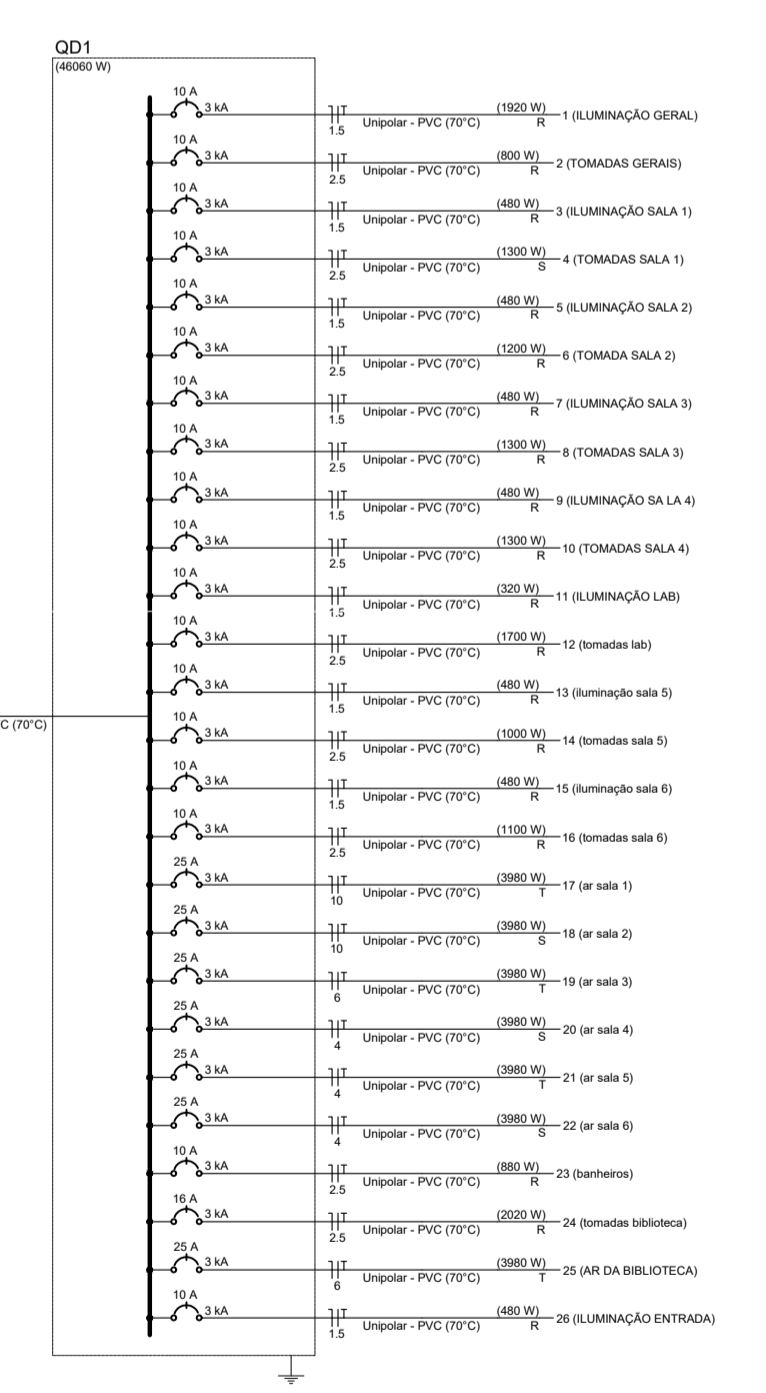 QD1
(46060 W)
10 A
3 kA
1.5
Unipolar - PVC (70°C)
(1920 W)
R
1 (ILUMINAÇÃO GERAL)
10 A
3 kA
2.5
Unipolar - PVC (70°C)
(800 W)
R
2 (TOMADAS GERAIS)
10 A
3 kA
1.5
Unipolar - PVC (70°C)
(480 W)
R
3 (ILUMINAÇÃO SALA 1)
10 A
3 kA
2.5
Unipolar - PVC (70°C)
(1300 W)
S
4 (TOMADAS SALA 1)
10 A
3 kA
1.5
Unipolar - PVC (70°C)
(480 W)
R
5 (ILUMINAÇÃO SALA 2)
10 A
3 kA
2.5
Unipolar - PVC (70°C)
(1200 W)
R
6 (TOMADA SALA 2)
10 A
3 kA
1.5
Unipolar - PVC (70°C)
(480 W)
R
7 (ILUMINAÇÃO SALA 3)
10 A
3 kA
2.5
Unipolar - PVC (70°C)
(1300 W)
R
8 (TOMADAS SALA 3)
10 A
3 kA
1.5
Unipolar - PVC (70°C)
(480 W)
R
9 (ILUMINAÇÃO SA LA 4)
10 A
3 kA
2.5
Unipolar - PVC (70°C)
(1300 W)
R
10 (TOMADAS SALA 4)
10 A
3 kA
1.5
Unipolar - PVC (70°C)
(320 W)
R
11 (ILUMINAÇÃO LAB)
10 A
3 kA
2.5
Unipolar - PVC (70°C)
(1700 W)
R
12 (tomadas lab)
10 A
3 kA
1.5
Unipolar - PVC (70°C)
(480 W)
R
13 (iluminação sala 5)
C (70°C)
10 A
3 kA
2.5
Unipolar - PVC (70°C)
(1000 W)
R
14 (tomadas sala 5)
10 A
3 kA
1.5
Unipolar - PVC (70°C)
(480 W)
R
15 (iluminação sala 6)
10 A
3 kA
2.5
Unipolar - PVC (70°C)
(1100 W)
R
16 (tomadas sala 6)
25 A
3 kA
10
Unipolar - PVC (70°C)
(3980 W)
T
17 (ar sala 1)
25 A
3 kA
10
Unipolar - PVC (70°C)
(3980 W)
S
18 (ar sala 2)
25 A
3 kA
6
Unipolar - PVC (70°C)
(3980 W)
T
19 (ar sala 3)
25 A
3 kA
4
Unipolar - PVC (70°C)
(3980 W)
S
20 (ar sala 4)
25 A
3 kA
4
Unipolar - PVC (70°C)
(3980 W)
T
21 (ar sala 5)
25 A
3 kA
4
Unipolar - PVC (70°C)
(3980 W)
S
22 (ar sala 6)
10 A
3 kA
2.5
Unipolar - PVC (70°C)
(880 W)
R
23 (banheiros)
16 A
3 kA
2.5
Unipolar - PVC (70°C)
(2020 W)
R
24 (tomadas biblioteca)
25 A
3 kA
6
Unipolar - PVC (70°C)
(3980 W)
T
25 (AR DA BIBLIOTECA)
10 A
3 kA
1.5
Unipolar - PVC (70°C)
(480 W)
R
26 (ILUMINAÇÃO ENTRADA)